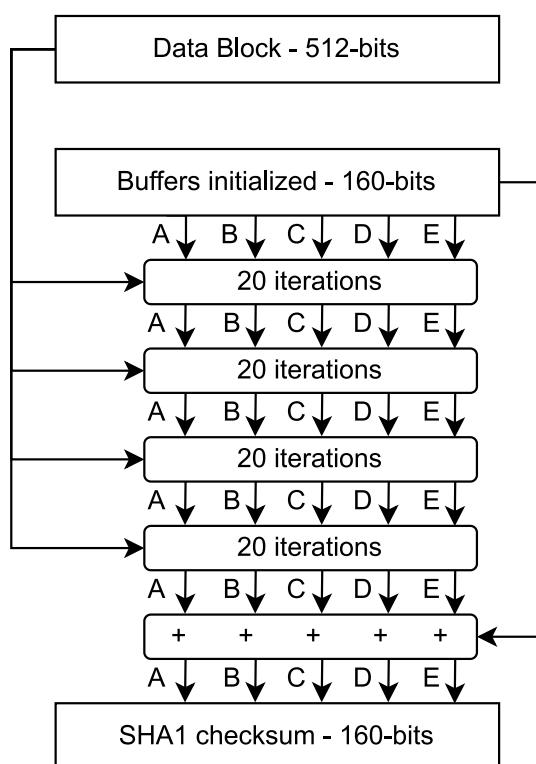 Data Block - 512-bits
Buffers initialized - 160-bits
A B C D E
20 iterations
A B C D E
20 iterations
A B C D E
20 iterations
A B C D E
20 iterations
A B C D E
+ + + + +
A B C D E
SHA1 checksum - 160-bits